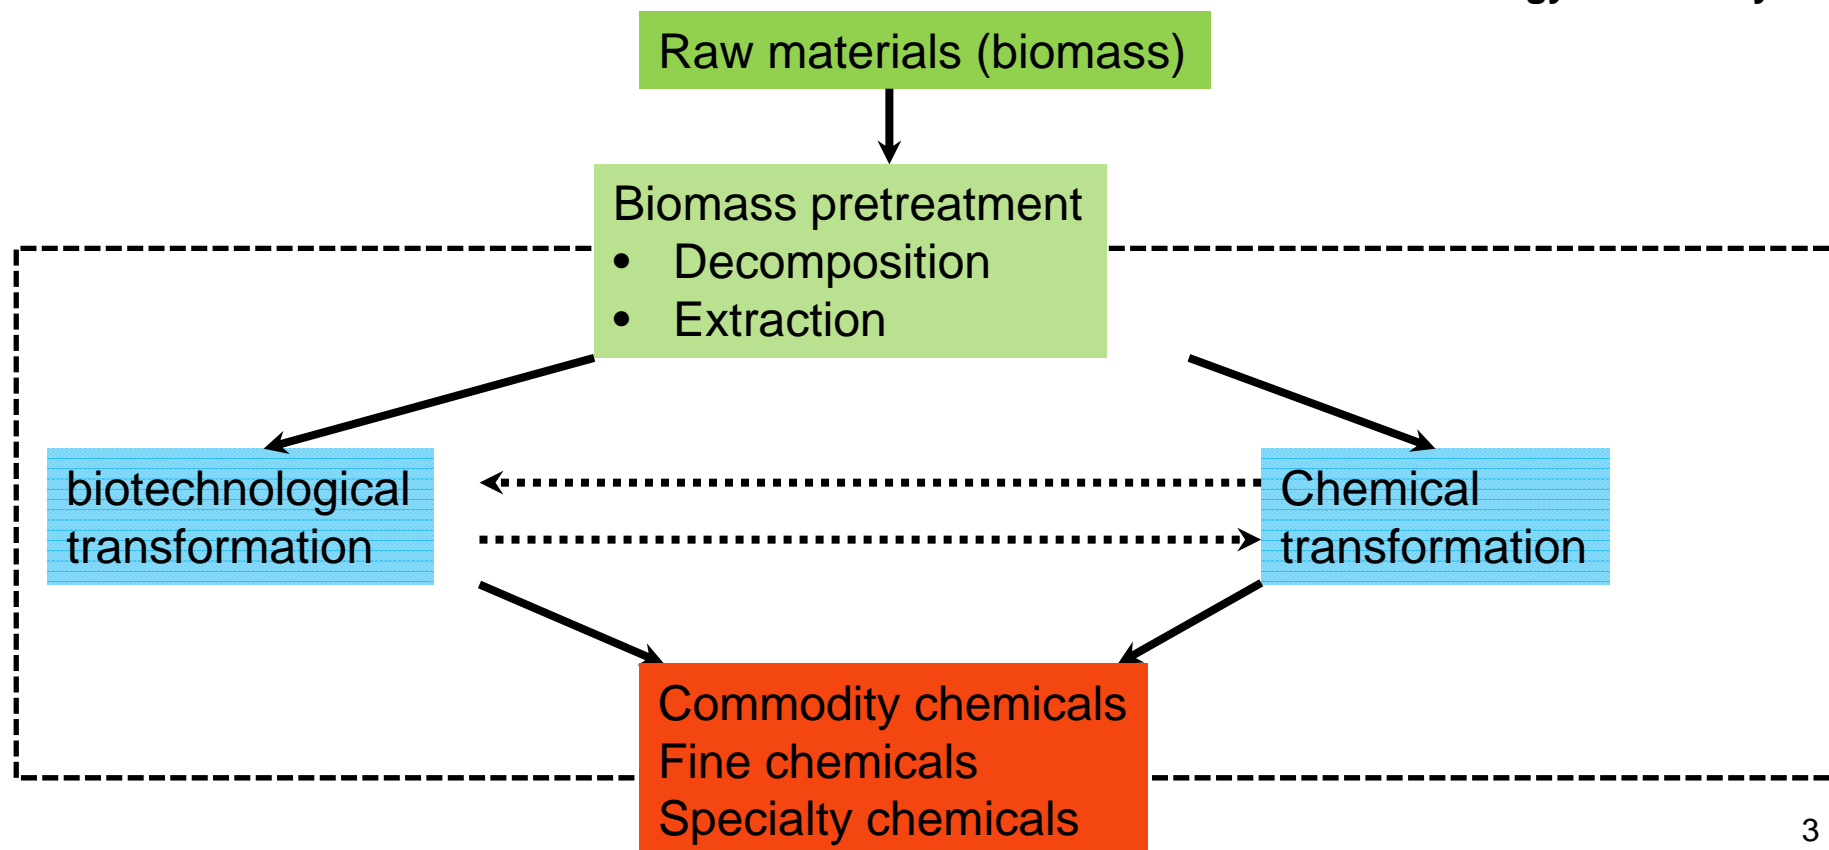 Raw materials (biomass)
Biomass pretreatment
• Decomposition
• Extraction
biotechnological
transformation
Chemical
transformation
Commodity chemicals
Fine chemicals
Specialty chemicals
3